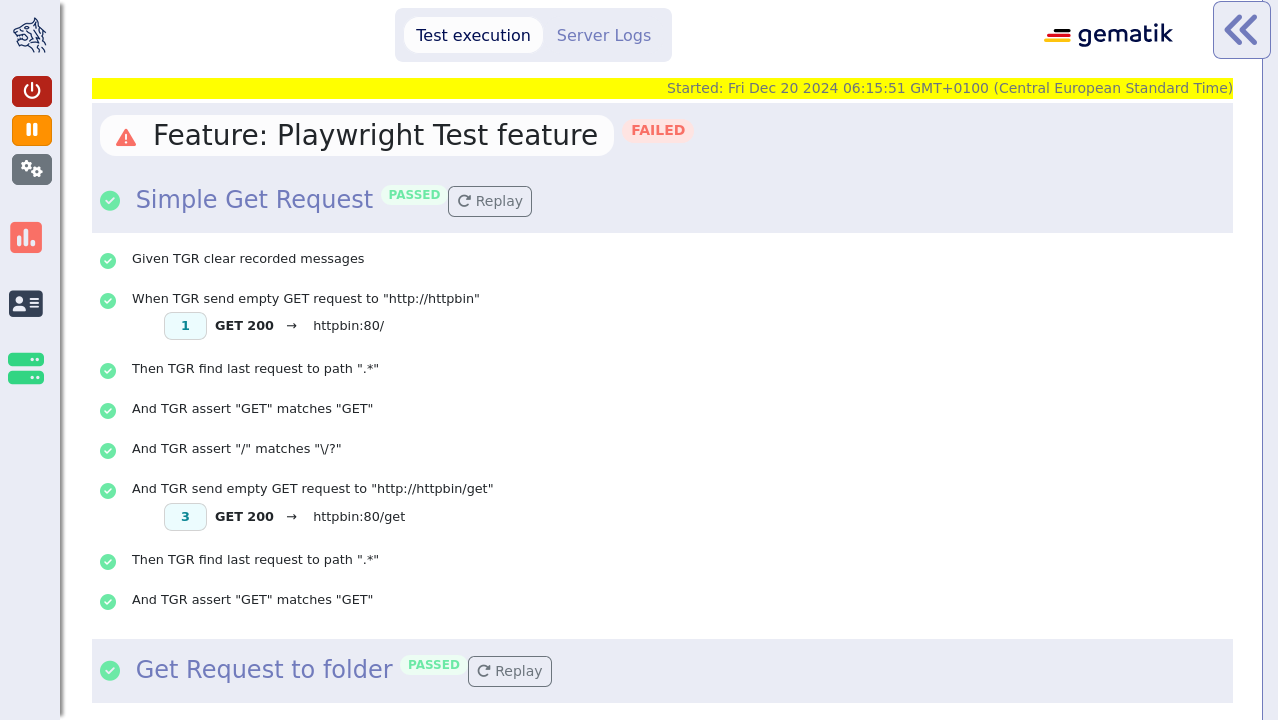 Test execution
Server Logs
gematik
Started: Fri Dec 20 2024 06:15:51 GMT+0100 (Central European Standard Time)
Feature: Playwright Test feature FAILED
Simple Get Request PASSED Replay
Given TGR clear recorded messages
When TGR send empty GET request to "http://httpbin"
1 GET 200 → httpbin:80/
Then TGR find last request to path ".*"
And TGR assert "GET" matches "GET"
And TGR assert "/" matches "\/?"
And TGR send empty GET request to "http://httpbin/get"
3 GET 200 → httpbin:80/get
Then TGR find last request to path ".*"
And TGR assert "GET" matches "GET"
Get Request to folder PASSED Replay